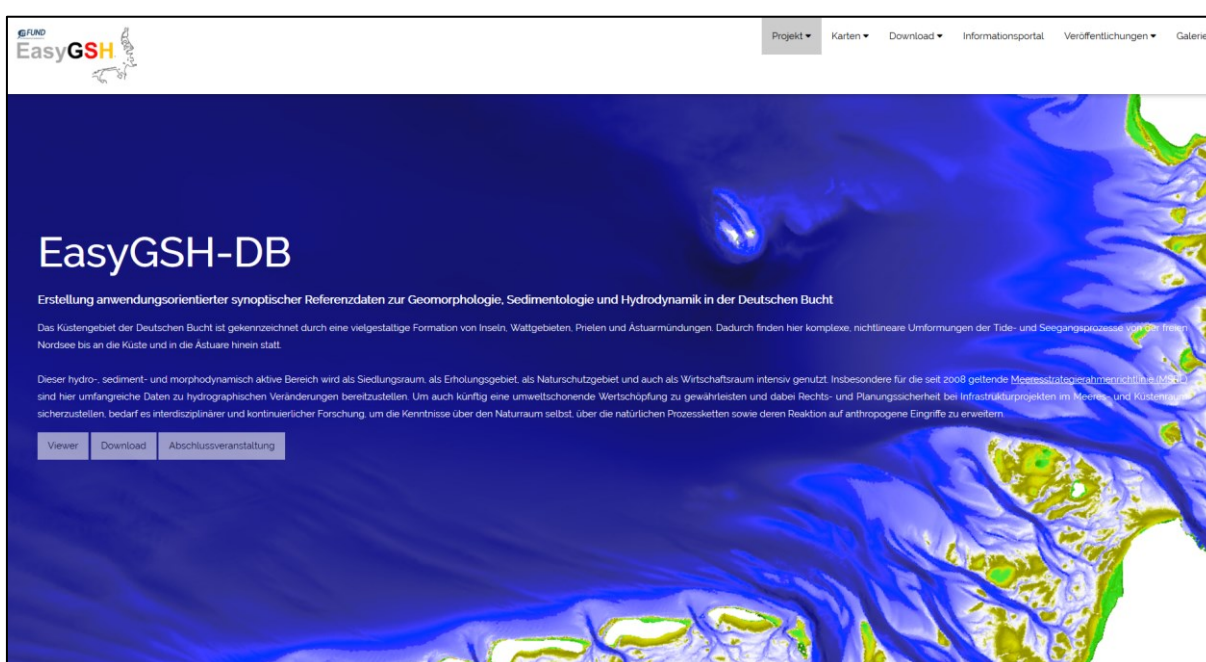 mFUND
EasyGSH
Projekt Karten Download Informationsportal Veröffentlichungen Galerie
EasyGSH-DB
Erstellung anwendungsorientierter synoptischer Referenzdaten zur Geomorphologie, Sedimentologie und Hydrodynamik in der Deutschen Bucht
Das Küstengebiet der Deutschen Bucht ist gekennzeichnet durch eine vielgestaltige Formation von Inseln, Wattgebieten, Prielen und Ästuarmündungen. Dadurch finden hier komplexe, nichtlineare Umformungen der Tide- und Seegangsprozesse von der freien
Nordsee bis an die Küste und in die Ästuare hinein statt.
Dieser hydro-, sediment- und morphodynamisch aktive Bereich wird als Siedlungsraum, als Erholungsgebiet, als Naturschutzgebiet und auch als Wirtschaftsraum intensiv genutzt. Insbesondere für die seit 2008 geltende Meeresstrategierahmenrichtlinie (MSRL)
sind hier umfangreiche Daten zu hydrographischen Veränderungen bereitzustellen. Um auch künftig eine umweltschonende Wertschöpfung zu gewährleisten und dabei Rechts- und Planungssicherheit bei Infrastrukturprojekten im Meeres- und Küstenraum
sicherzustellen, bedarf es interdisziplinärer und kontinuierlicher Forschung, um die Kenntnisse über den Naturraum selbst, über die natürlichen Prozessketten sowie deren Reaktion auf anthropogene Eingriffe zu erweitern.
Viewer Download Abschlussveranstaltung